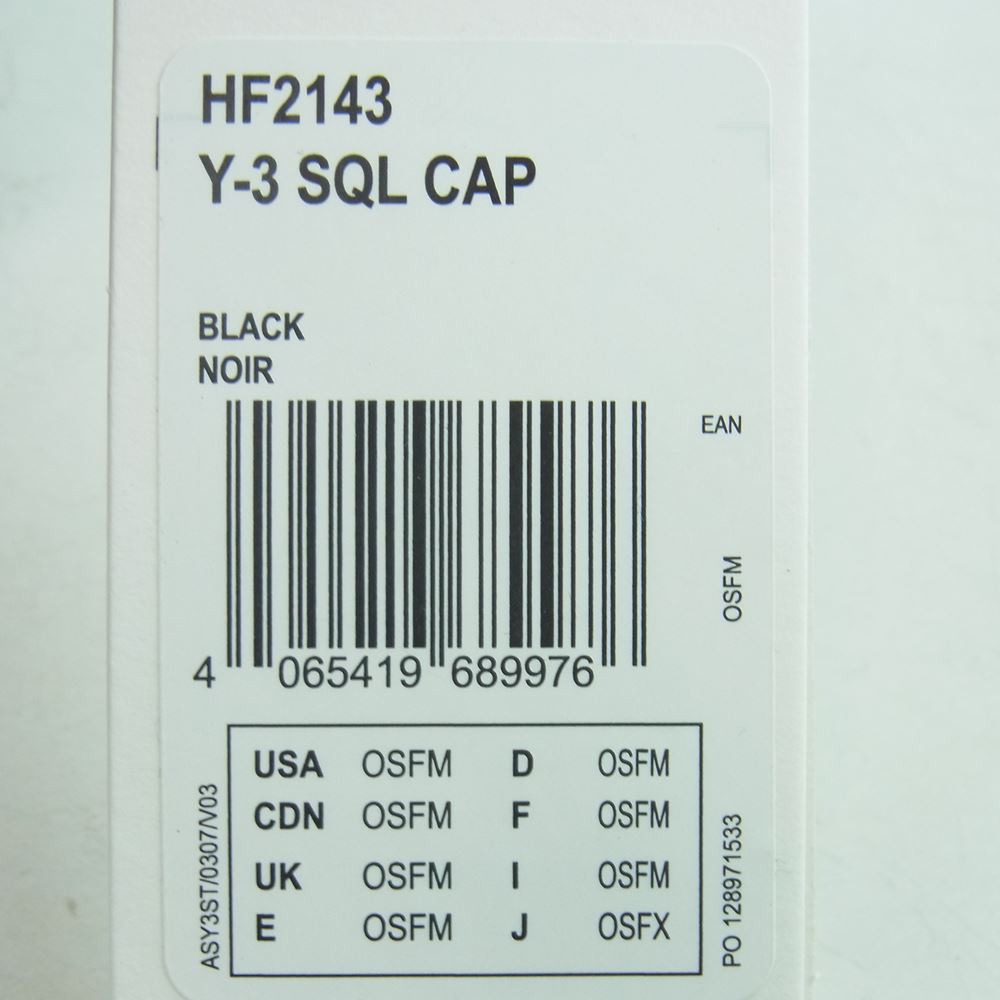 HF2143
Y-3 SQL CAP
BLACK
NOIR
EAN
OSFM
4 065419 689976
USA OSFM D OSFM
CDN OSFM F OSFM
UK OSFM I OSFM
E OSFM J OSFX
ASY3ST/0307/V03
PO 128971533